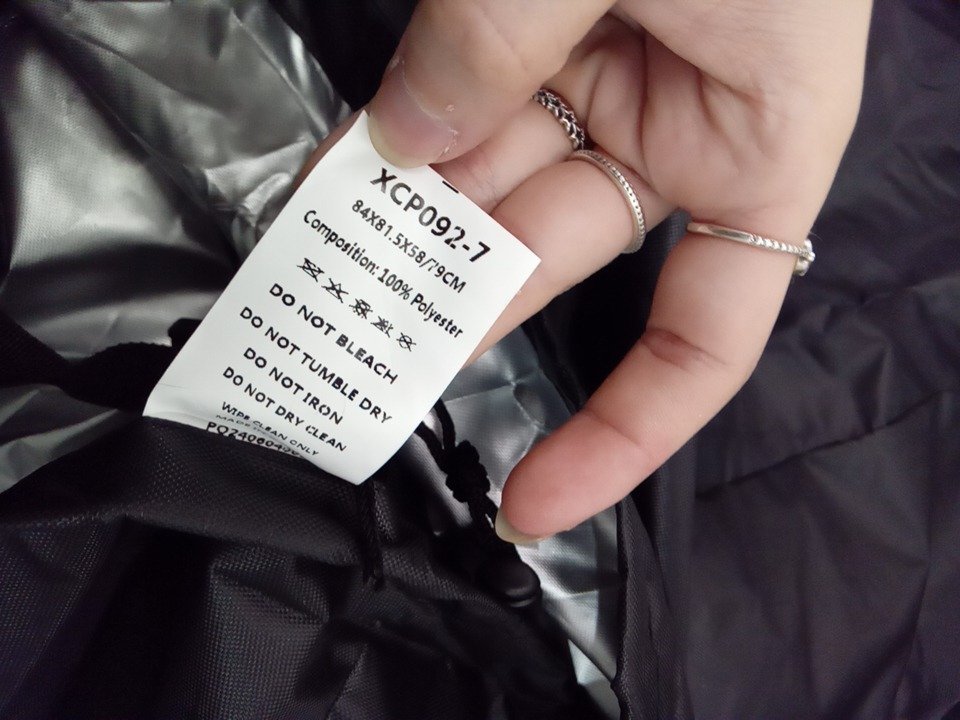 XCP092-7
84X81.5X58/79CM
Composition: 100% Polyester
DO NOT BLEACH
DO NOT TUMBLE DRY
DO NOT IRON
DO NOT DRY CLEAN
WIPE CLEAN ONLY
MADE